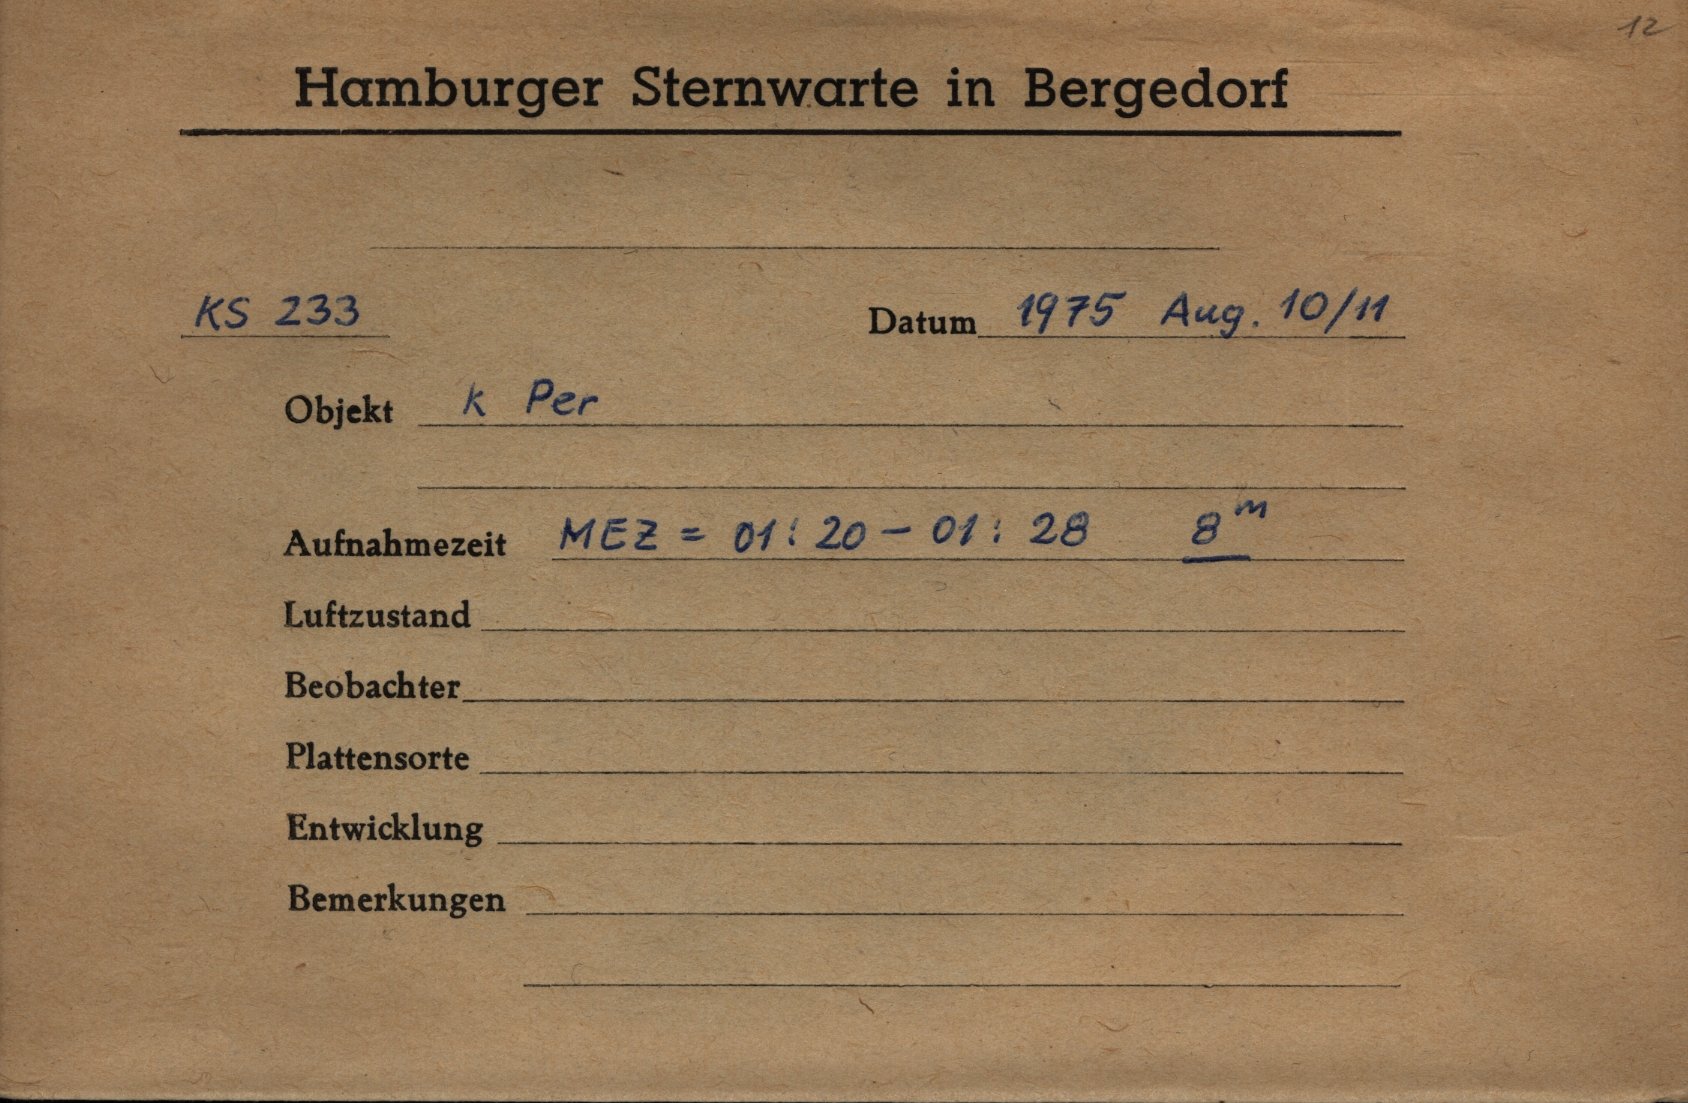 12
Hamburger Sternwarte in Bergedorf
KS 233
Datum 1975 Aug. 10/11
Objekt k Per
Aufnahmezeit MEZ = 01:20 - 01:28 8m
Luftzustand
Beobachter
Plattensorte
Entwicklung
Bemerkungen